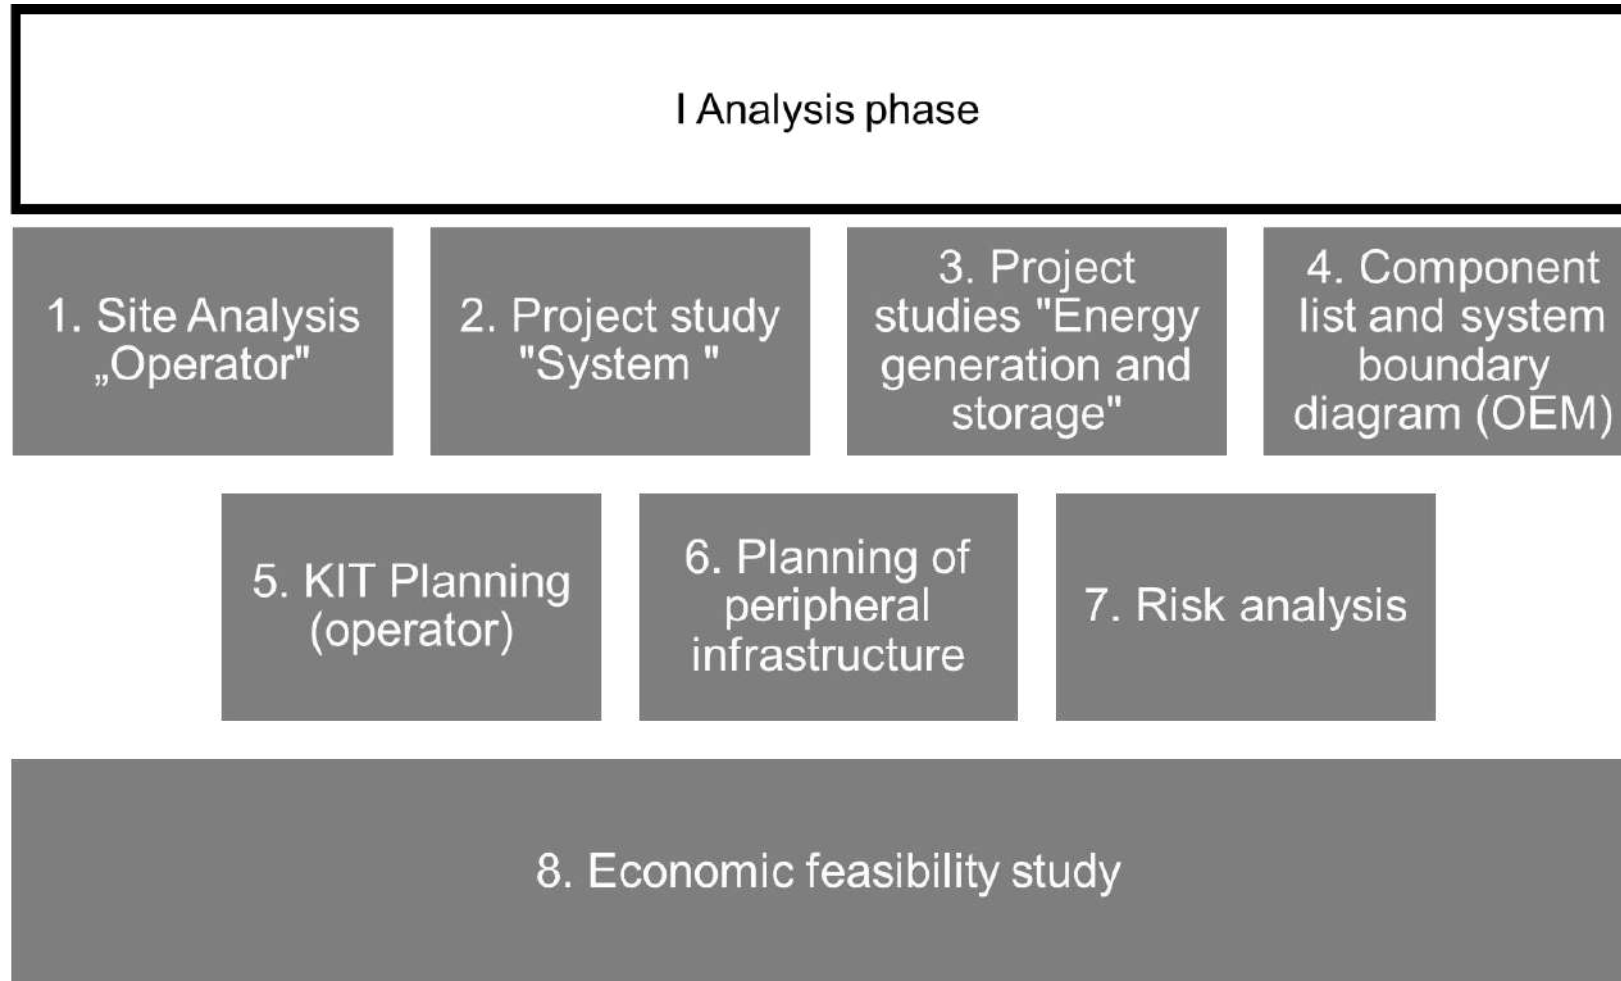 I Analysis phase
1. Site Analysis
„Operator"
2. Project study
"System "
3. Project
studies "Energy
generation and
storage"
4. Component
list and system
boundary
diagram (OEM)
5. KIT Planning
(operator)
6. Planning of
peripheral
infrastructure
7. Risk analysis
8. Economic feasibility study